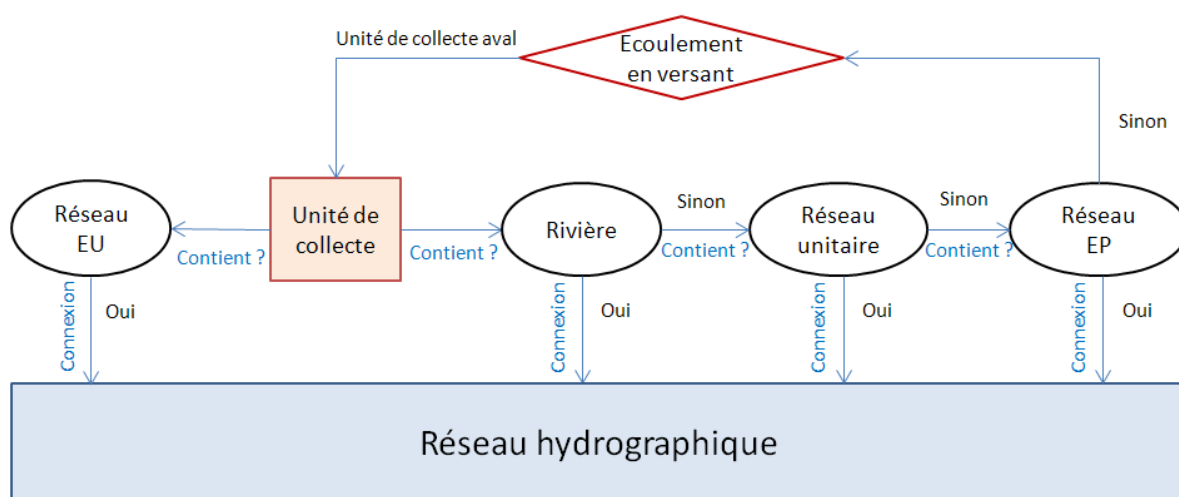 Unité de collecte aval
Ecoulement
en versant
Sinon
Réseau
EU
Contient ?
Unité de
collecte
Contient ?
Rivière
Sinon
Contient ?
Réseau
unitaire
Sinon
Contient ?
Réseau
EP
Connexion
Oui
Connexion
Oui
Connexion
Oui
Connexion
Oui
Réseau hydrographique